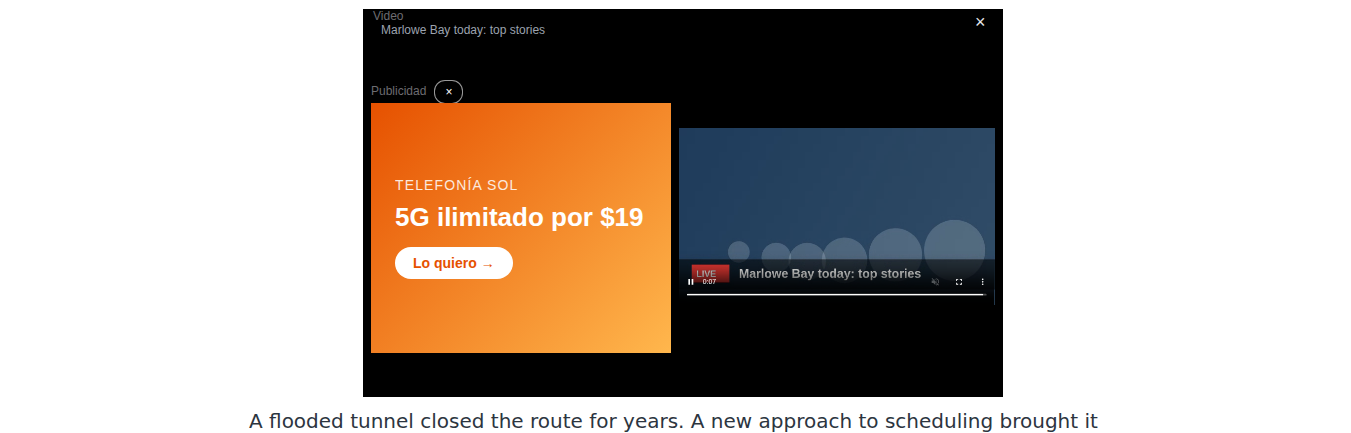 Video
Marlowe Bay today: top stories
×
Publicidad ×
TELEFONÍA SOL
5G ilimitado por $19
Lo quiero →
LIVE
Marlowe Bay today: top stories
0:07
A flooded tunnel closed the route for years. A new approach to scheduling brought it